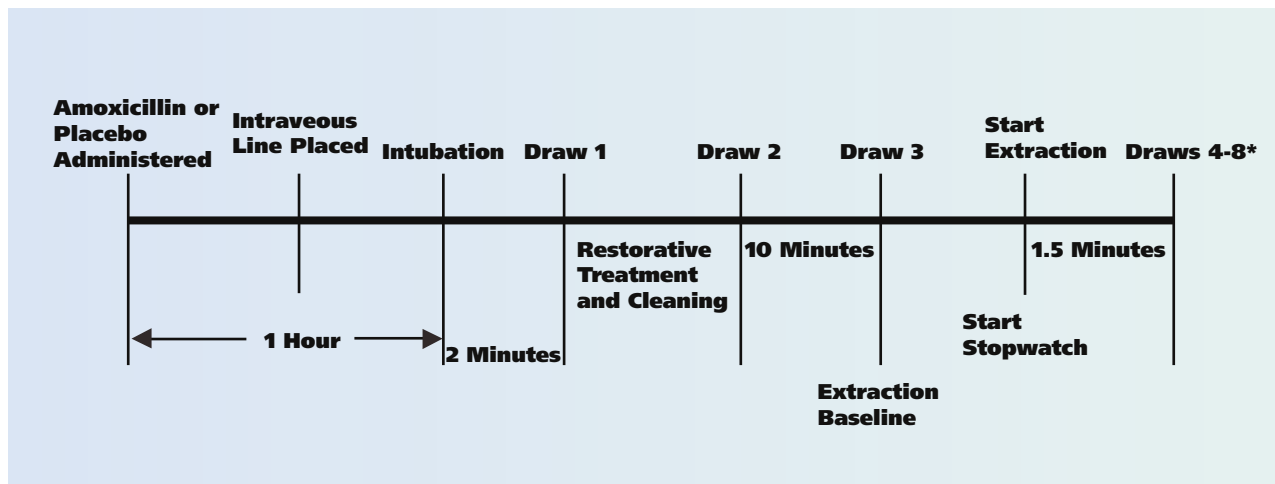 Amoxicillin or
Placebo
Administered
Intraveous
Line Placed
Intubation
Draw 1
Draw 2
Draw 3
Start
Extraction
Draws 4-8*
Restorative
Treatment
and Cleaning
10 Minutes
1.5 Minutes
1 Hour
2 Minutes
Start
Stopwatch
Extraction
Baseline